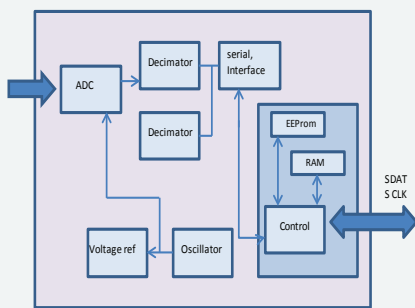 Decimator
serial,
Interface
ADC
Decimator
EEProm
RAM
SDAT
S CLK
Control
Voltage ref
Oscillator